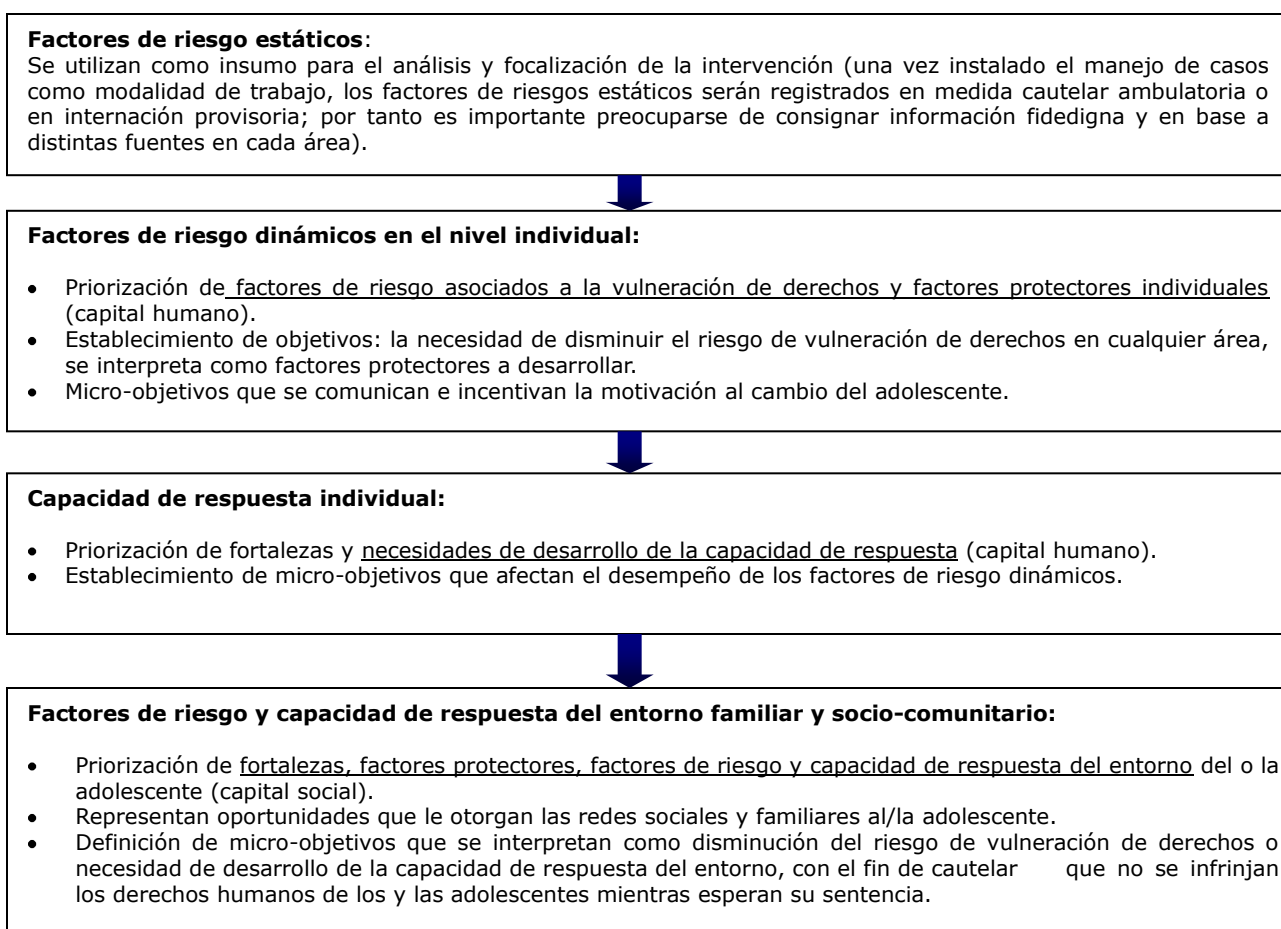 Factores de riesgo estáticos:
Se utilizan como insumo para el análisis y focalización de la intervención (una vez instalado el manejo de casos
como modalidad de trabajo, los factores de riesgos estáticos serán registrados en medida cautelar ambulatoria o
en internación provisoria; por tanto es importante preocuparse de consignar información fidedigna y en base a
distintas fuentes en cada área).
Factores de riesgo dinámicos en el nivel individual:
• Priorización de factores de riesgo asociados a la vulneración de derechos y factores protectores individuales
(capital humano).
• Establecimiento de objetivos: la necesidad de disminuir el riesgo de vulneración de derechos en cualquier área,
se interpreta como factores protectores a desarrollar.
• Micro-objetivos que se comunican e incentivan la motivación al cambio del adolescente.
Capacidad de respuesta individual:
• Priorización de fortalezas y necesidades de desarrollo de la capacidad de respuesta (capital humano).
• Establecimiento de micro-objetivos que afectan el desempeño de los factores de riesgo dinámicos.
Factores de riesgo y capacidad de respuesta del entorno familiar y socio-comunitario:
• Priorización de fortalezas, factores protectores, factores de riesgo y capacidad de respuesta del entorno del o la
adolescente (capital social).
• Representan oportunidades que le otorgan las redes sociales y familiares al/la adolescente.
• Definición de micro-objetivos que se interpretan como disminución del riesgo de vulneración de derechos o
necesidad de desarrollo de la capacidad de respuesta del entorno, con el fin de cautelar que no se infrinjan
los derechos humanos de los y las adolescentes mientras esperan su sentencia.